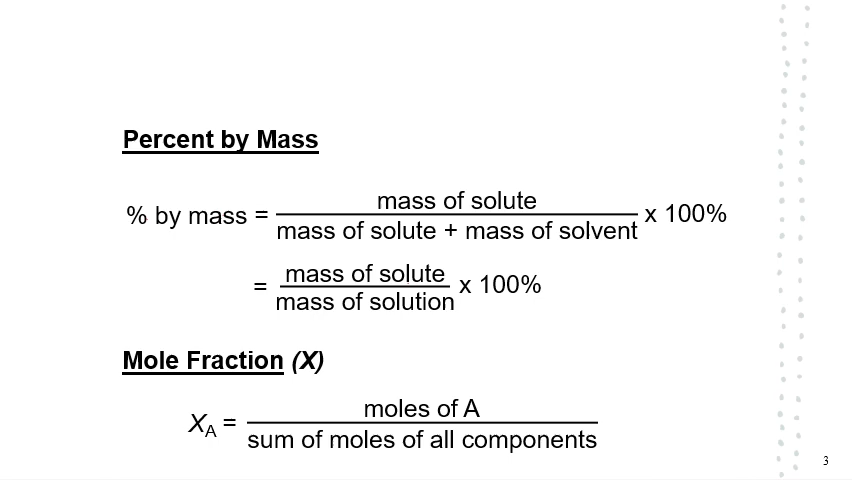 Percent by Mass
% by mass = mass of solute / mass of solute + mass of solvent x 100%
= mass of solute / mass of solution x 100%
Mole Fraction (X)
X_A = moles of A / sum of moles of all components
3